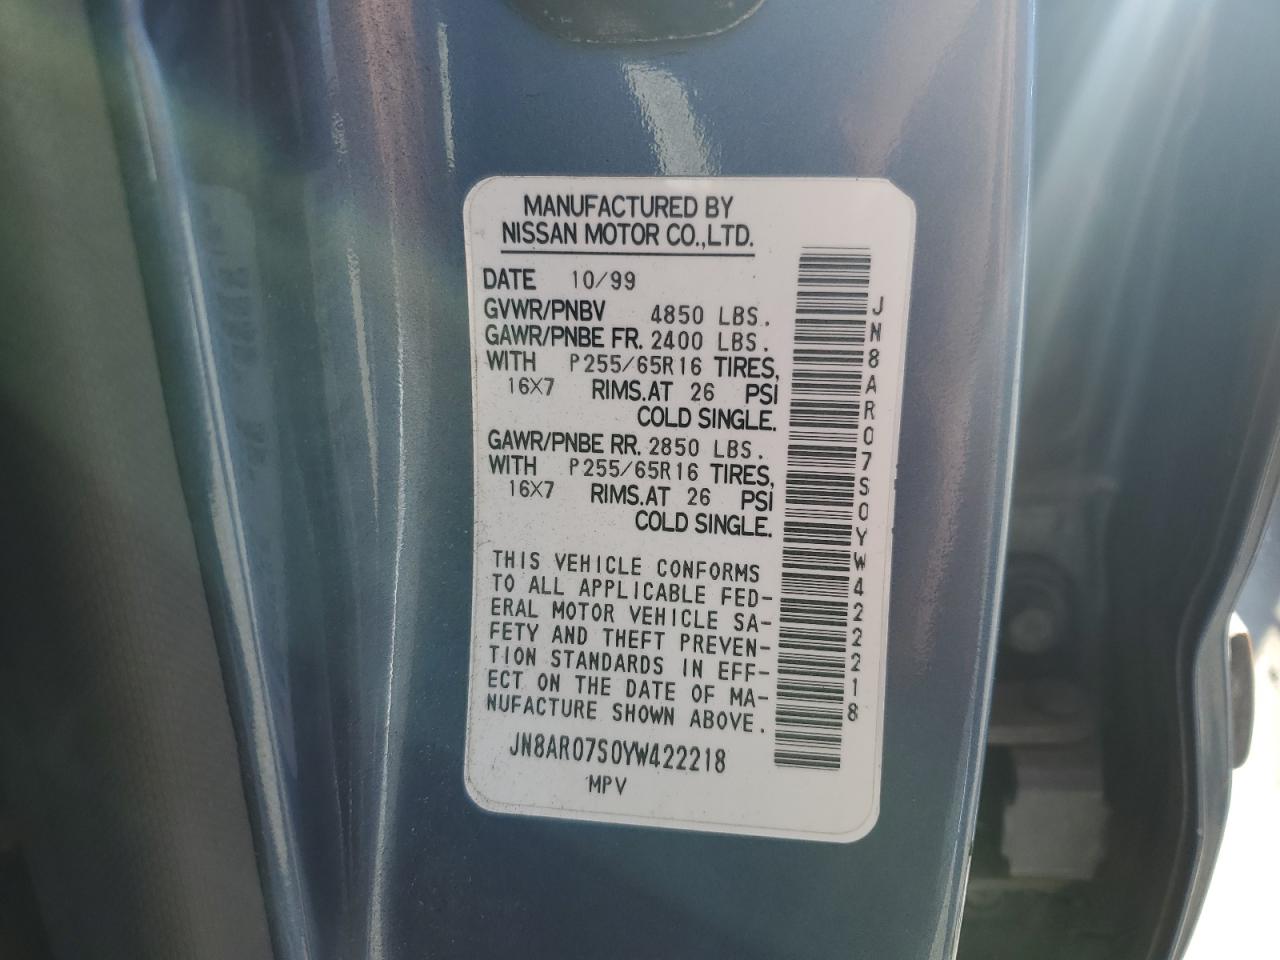 MANUFACTURED BY
NISSAN MOTOR CO.,LTD.
DATE 10/99
GVWR/PNBV 4850 LBS.
GAWR/PNBE FR. 2400 LBS.
WITH P255/65R16 TIRES,
16X7 RIMS.AT 26 PSI
COLD SINGLE.
GAWR/PNBE RR. 2850 LBS.
WITH P255/65R16 TIRES,
16X7 RIMS.AT 26 PSI
COLD SINGLE.
THIS VEHICLE CONFORMS
TO ALL APPLICABLE FED-
ERAL MOTOR VEHICLE SA-
FETY AND THEFT PREVEN-
TION STANDARDS IN EFF-
ECT ON THE DATE OF MA-
NUFACTURE SHOWN ABOVE.
JN8AR07S0YW422218
MPV
JN8AR07S0YW422218